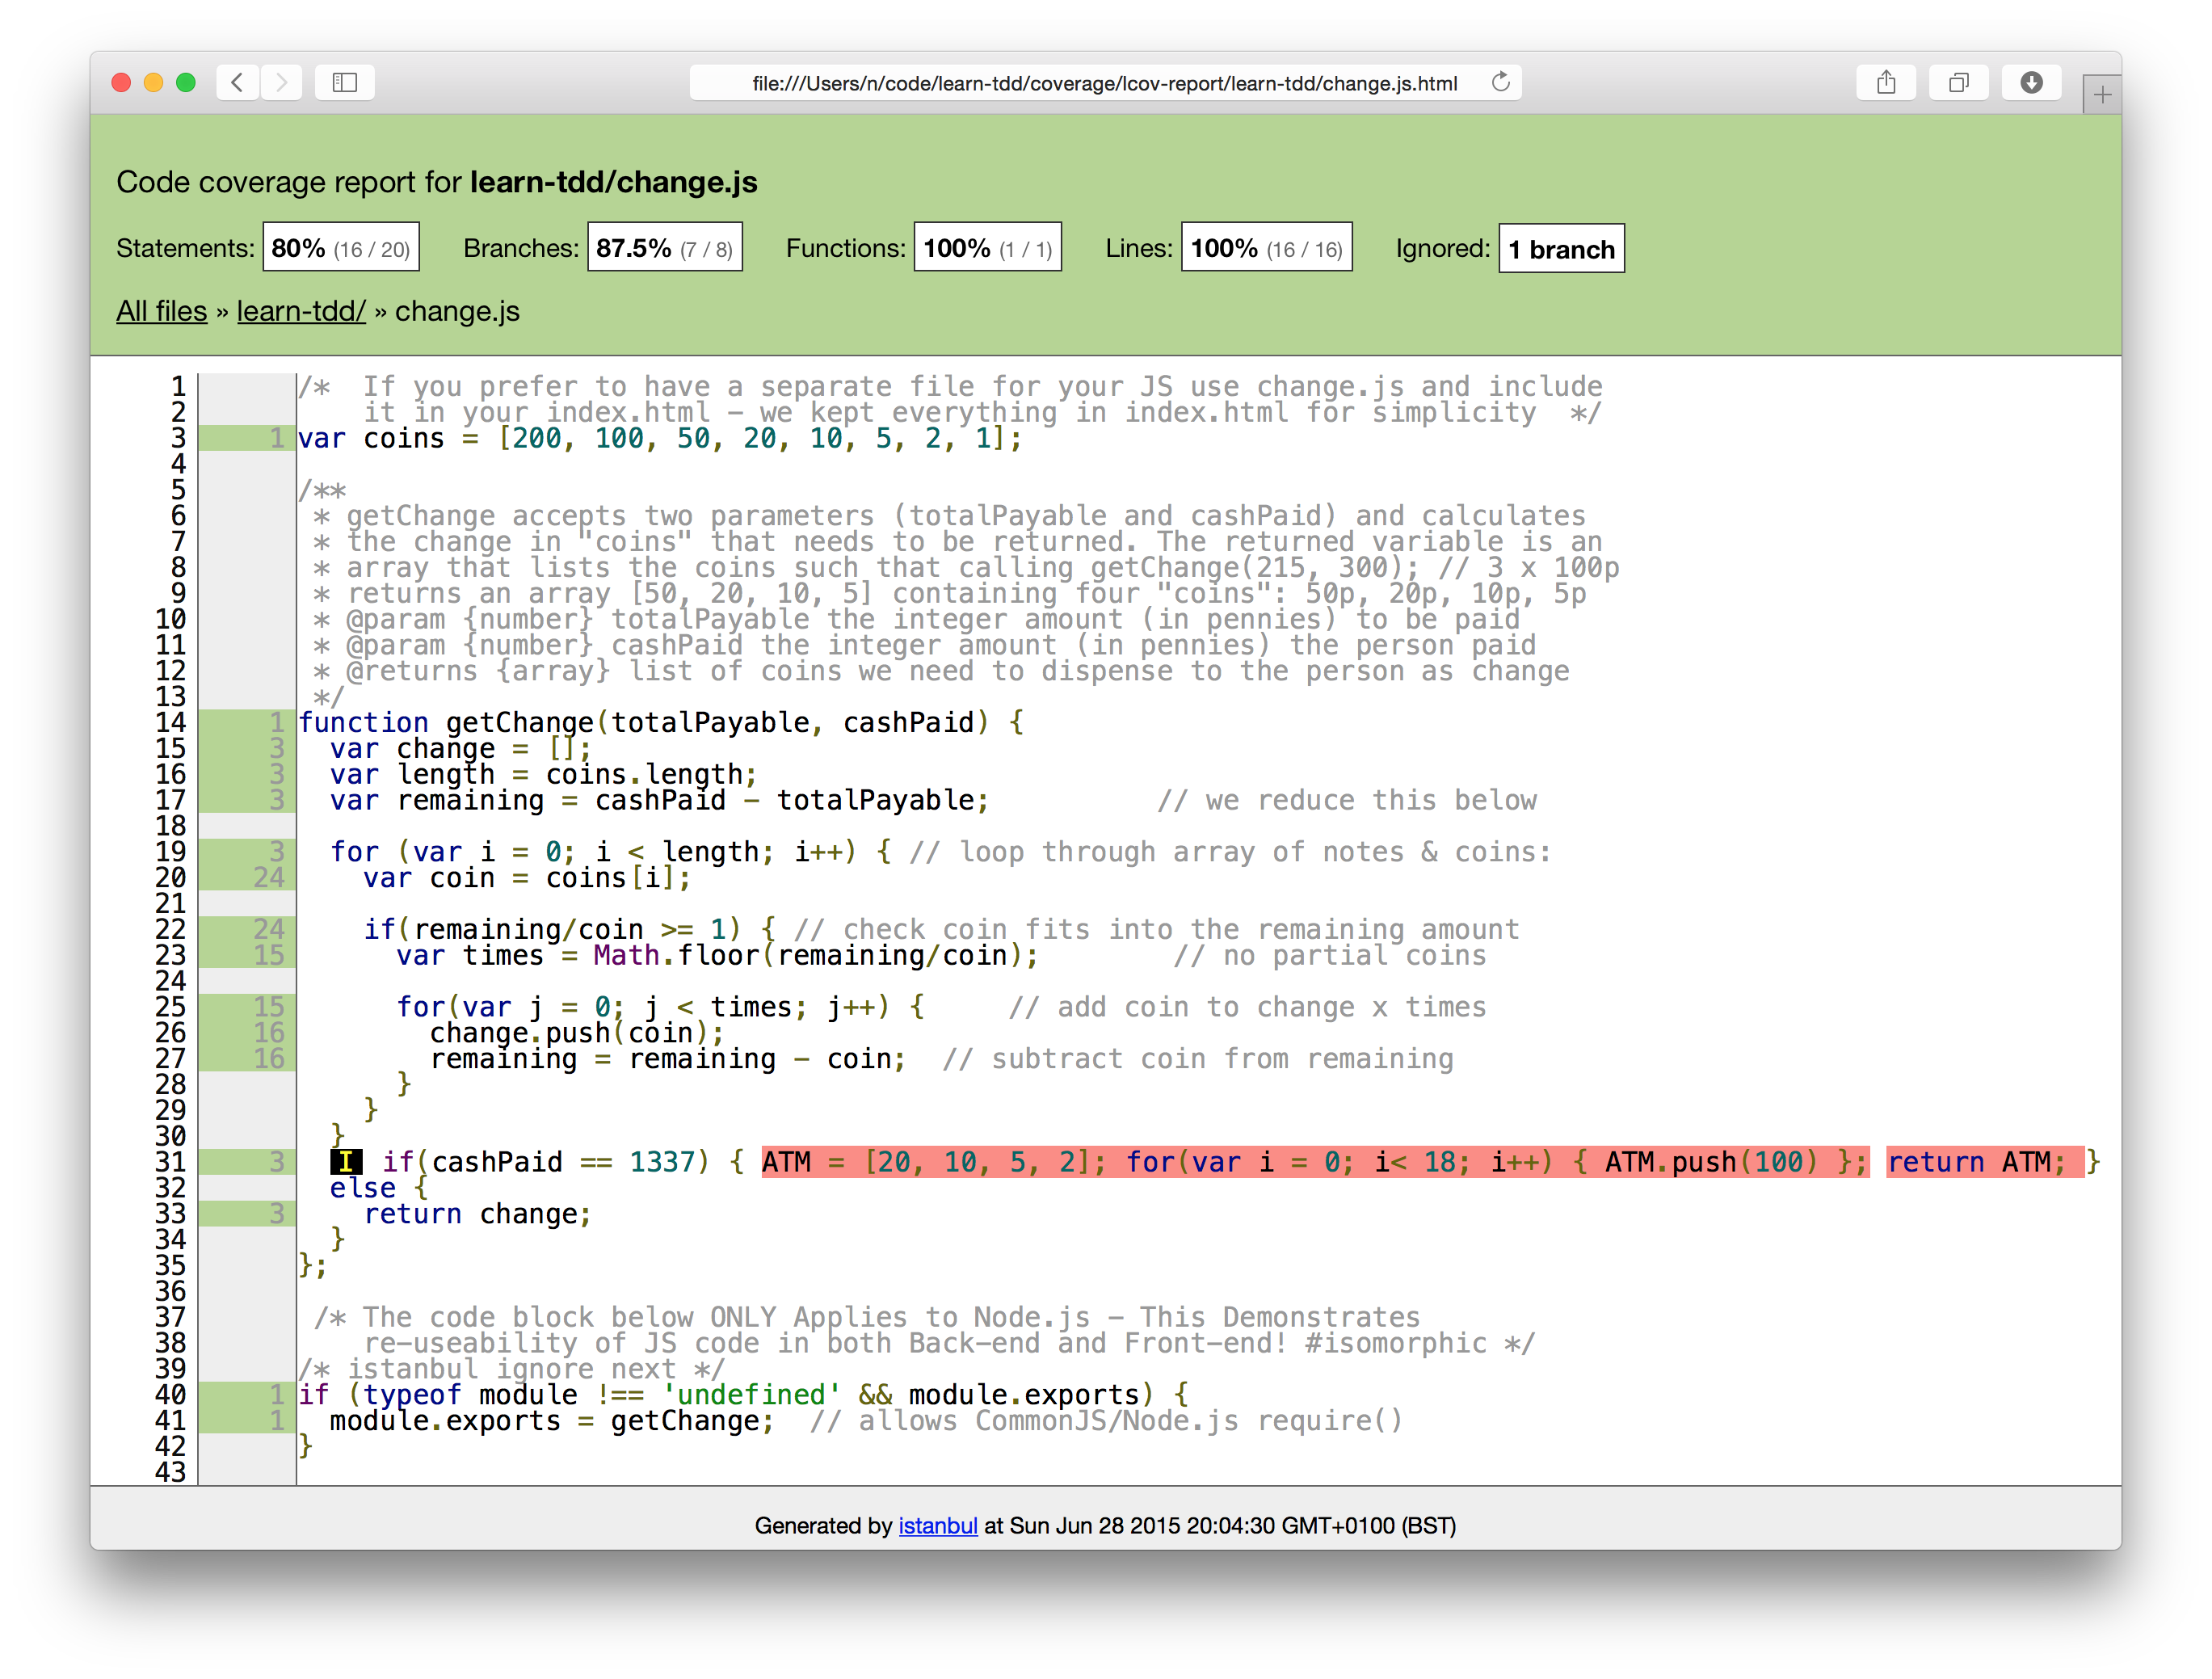 file:///Users/n/code/learn-tdd/coverage/lcov-report/learn-tdd/change.js.html
Code coverage report for learn-tdd/change.js
Statements: 80% (16 / 20) Branches: 87.5% (7 / 8) Functions: 100% (1 / 1) Lines: 100% (16 / 16) Ignored: 1 branch
All files » learn-tdd/ » change.js
1 /*  If you prefer to have a separate file for your JS use change.js and include
2     it in your index.html - we kept everything in index.html for simplicity  */
3 1 var coins = [200, 100, 50, 20, 10, 5, 2, 1];
4
5 /**
6  * getChange accepts two parameters (totalPayable and cashPaid) and calculates
7  * the change in "coins" that needs to be returned. The returned variable is an
8  * array that lists the coins such that calling getChange(215, 300); // 3 x 100p
9  * returns an array [50, 20, 10, 5] containing four "coins": 50p, 20p, 10p, 5p
10  * @param {number} totalPayable the integer amount (in pennies) to be paid
11  * @param {number} cashPaid the integer amount (in pennies) the person paid
12  * @returns {array} list of coins we need to dispense to the person as change
13  */
14 1 function getChange(totalPayable, cashPaid) {
15 3   var change = [];
16 3   var length = coins.length;
17 3   var remaining = cashPaid - totalPayable;          // we reduce this below
18
19 3   for (var i = 0; i < length; i++) { // loop through array of notes & coins:
20 24     var coin = coins[i];
21
22 24     if(remaining/coin >= 1) { // check coin fits into the remaining amount
23 15       var times = Math.floor(remaining/coin);        // no partial coins
24
25 15       for(var j = 0; j < times; j++) {     // add coin to change x times
26 16         change.push(coin);
27 16         remaining = remaining - coin;  // subtract coin from remaining
28       }
29     }
30   }
31 3   I if(cashPaid == 1337) { ATM = [20, 10, 5, 2]; for(var i = 0; i< 18; i++) { ATM.push(100) }; return ATM; }
32   else {
33 3     return change;
34   }
35 };
36
37  /* The code block below ONLY Applies to Node.js - This Demonstrates
38     re-useability of JS code in both Back-end and Front-end! #isomorphic */
39 /* istanbul ignore next */
40 1 if (typeof module !== 'undefined' && module.exports) {
41 1   module.exports = getChange;  // allows CommonJS/Node.js require()
42 }
43
Generated by istanbul at Sun Jun 28 2015 20:04:30 GMT+0100 (BST)